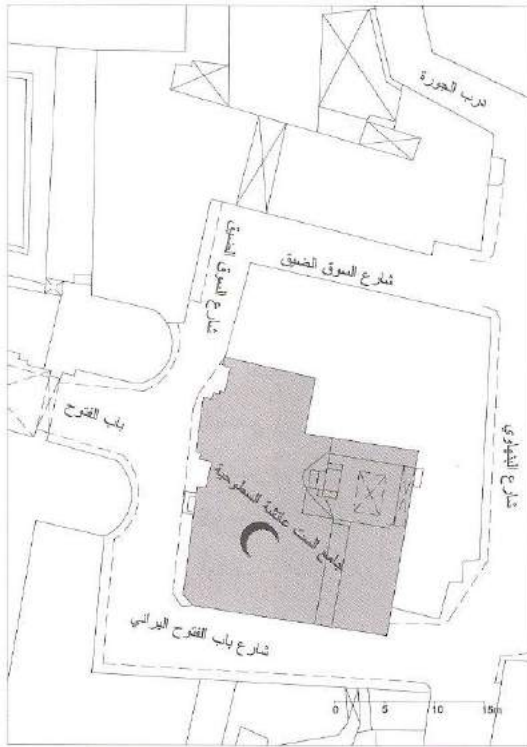 درب الجورة
شارع السوق الضيق
شارع السوق الضيق
باب الفتوح
شارع البنهاوي
جامع الست عائشة السطوحية
شارع باب الفتوح البراني
0 5 10 15m